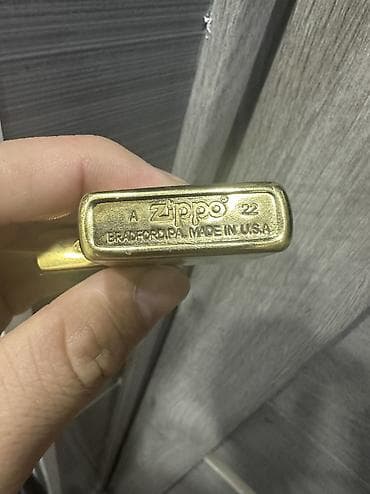 A Zippo 22
BRADFORD,PA. MADE IN U.S.A